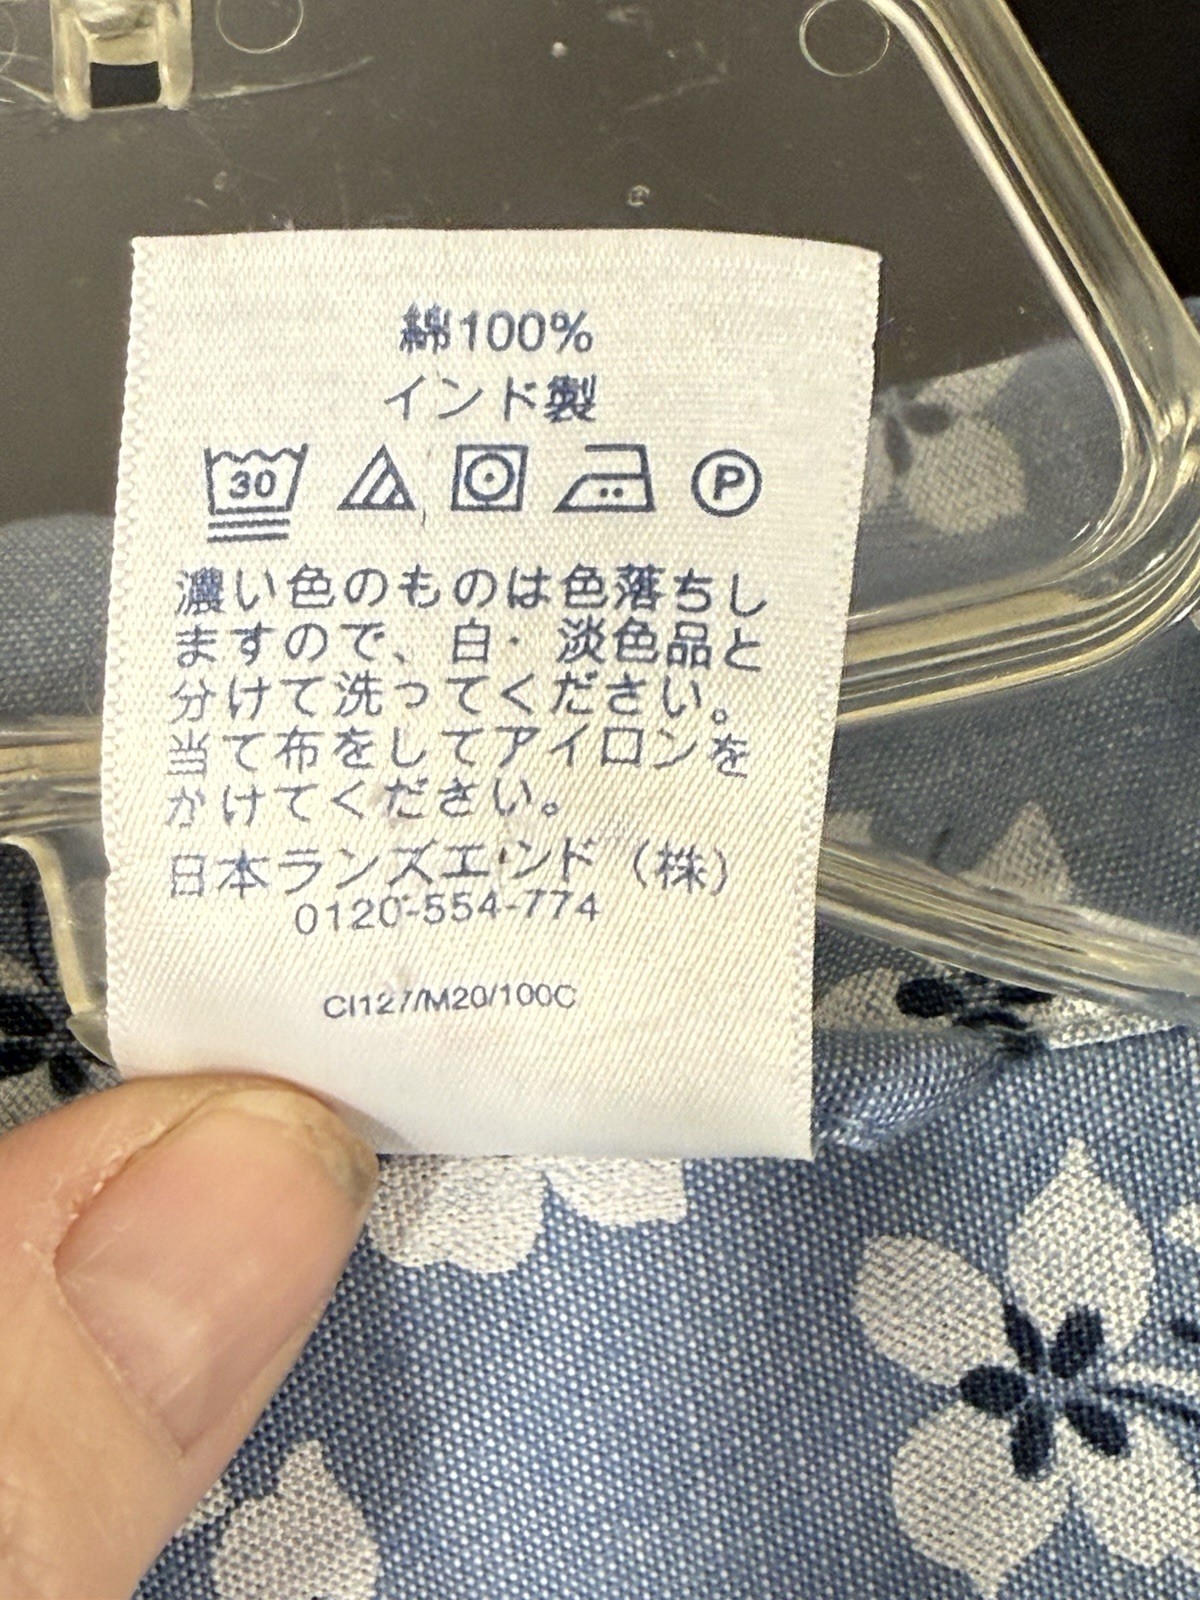 綿100%
インド製
30 P
濃い色のものは色落ちし
ますので、白・淡色品と
分けて洗ってください。
当て布をしてアイロンを
かけてください。
日本ランズエンド（株）
0120-554-774
CI127/M20/100C